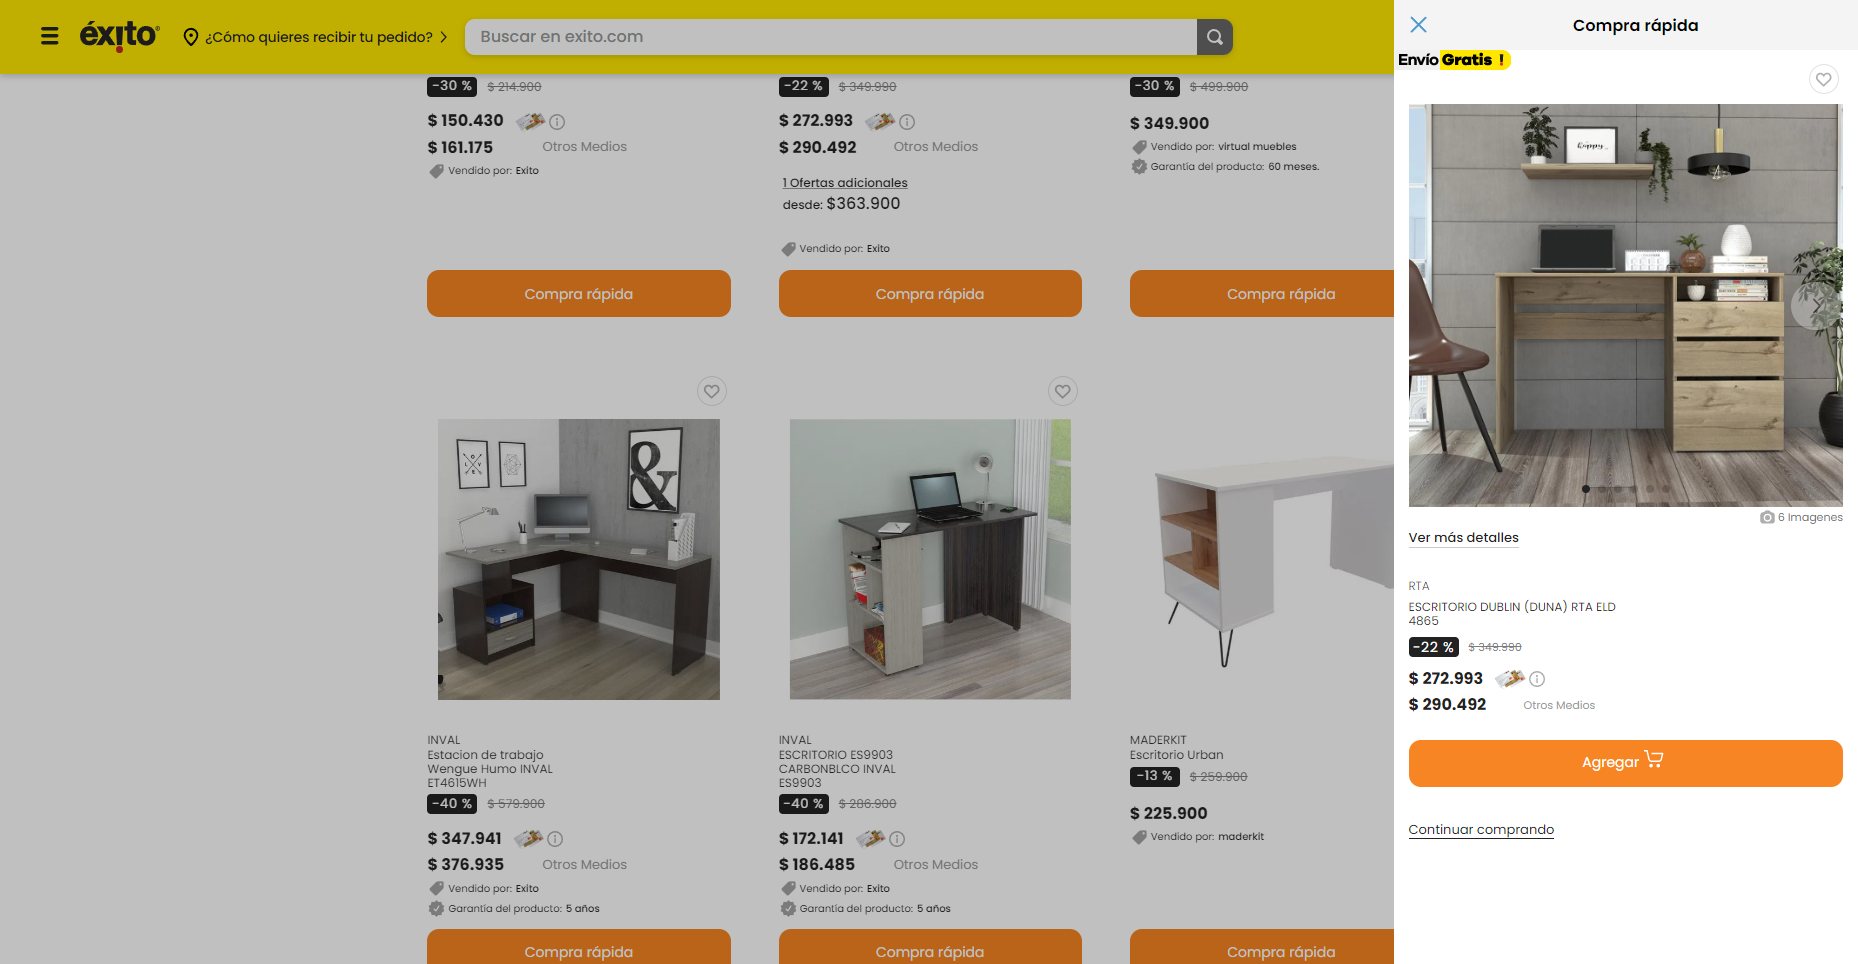 éxito
¿Cómo quieres recibir tu pedido?
Buscar en exito.com
-30 % $ 214.900
$ 150.430
$ 161.175 Otros Medios
Vendido por: Exito
Compra rápida
-22 % $ 349.990
$ 272.993
$ 290.492 Otros Medios
1 Ofertas adicionales
desde: $363.900
Vendido por: Exito
Compra rápida
-30 % $ 499.900
$ 349.900
Vendido por: virtual muebles
Garantía del producto: 60 meses.
Compra rápida
LOVE
&
INVAL
Estacion de trabajo
Wengue Humo INVAL
ET4615WH
-40 % $ 579.900
$ 347.941
$ 376.935 Otros Medios
Vendido por: Exito
Garantía del producto: 5 años
Compra rápida
INVAL
ESCRITORIO ES9903
CARBONBLCO INVAL
ES9903
-40 % $ 286.900
$ 172.141
$ 186.485 Otros Medios
Vendido por: Exito
Garantía del producto: 5 años
Compra rápida
MADERKIT
Escritorio Urban
-13 % $ 259.900
$ 225.900
Vendido por: maderkit
Compra rápida
Compra rápida
Envío Gratis !
happy
6 Imagenes
Ver más detalles
RTA
ESCRITORIO DUBLIN (DUNA) RTA ELD
4865
-22 % $ 349.990
$ 272.993
$ 290.492 Otros Medios
Agregar
Continuar comprando